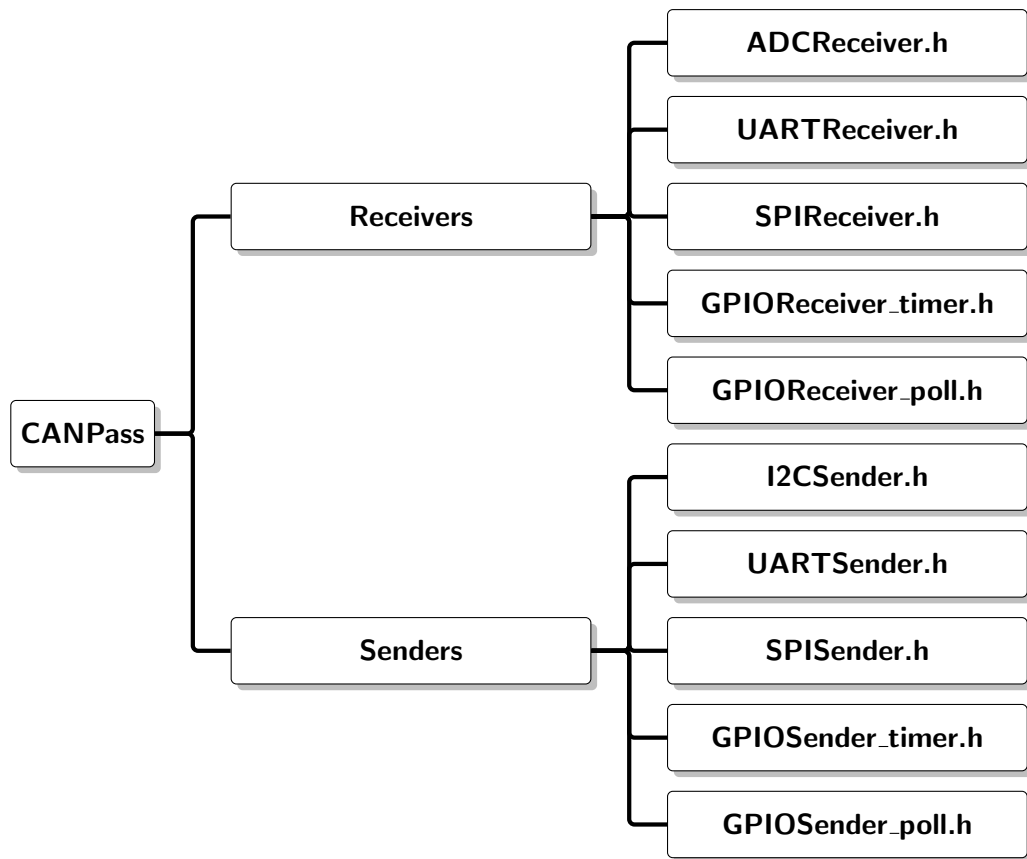 CANPass
Receivers
ADCReceiver.h
UARTReceiver.h
SPIReceiver.h
GPIOReceiver_timer.h
GPIOReceiver_poll.h
Senders
I2CSender.h
UARTSender.h
SPISender.h
GPIOSender_timer.h
GPIOSender_poll.h